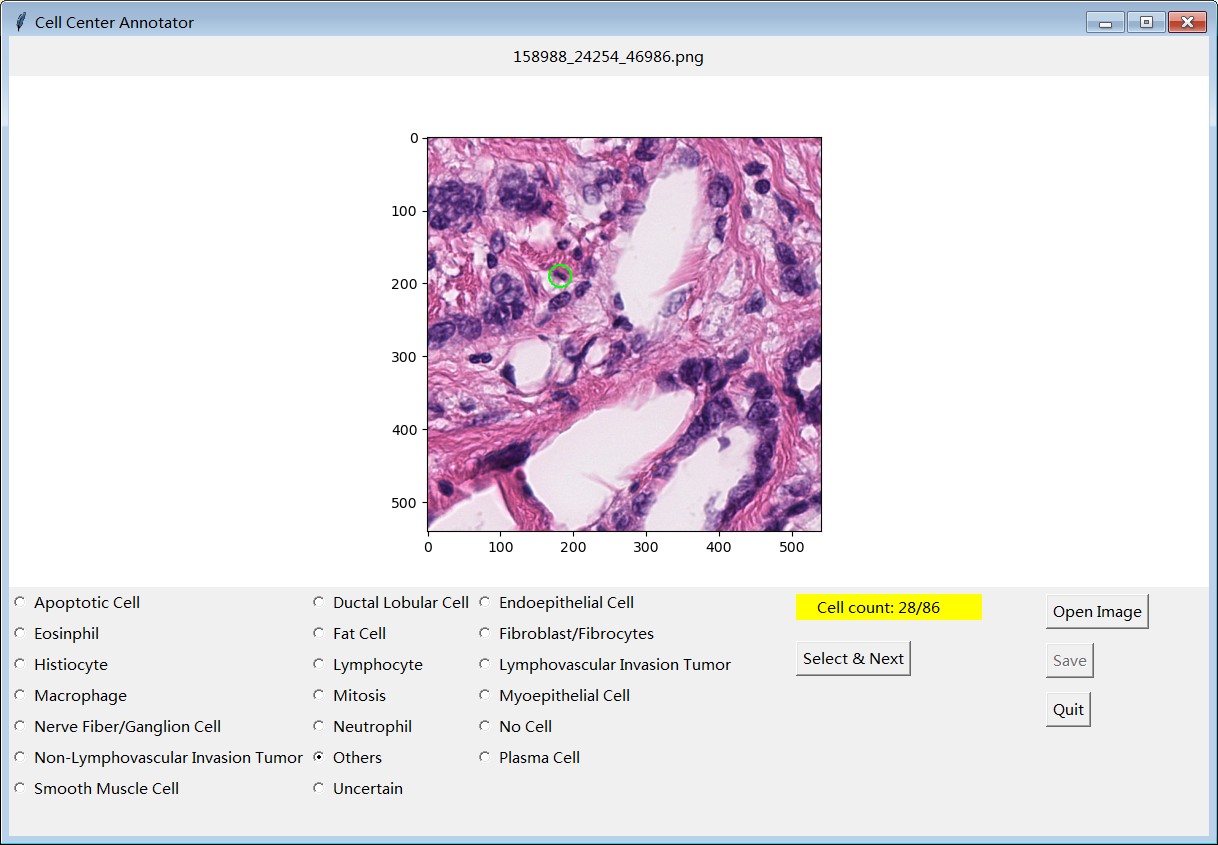 Cell Center Annotator
158988_24254_46986.png
0
100
200
300
400
500
0 100 200 300 400 500
Apoptotic Cell Ductal Lobular Cell Endoepithelial Cell
Eosinphil Fat Cell Fibroblast/Fibrocytes
Histiocyte Lymphocyte Lymphovascular Invasion Tumor
Macrophage Mitosis Myoepithelial Cell
Nerve Fiber/Ganglion Cell Neutrophil No Cell
Non-Lymphovascular Invasion Tumor Others Plasma Cell
Smooth Muscle Cell Uncertain
Cell count: 28/86
Select & Next
Open Image
Save
Quit